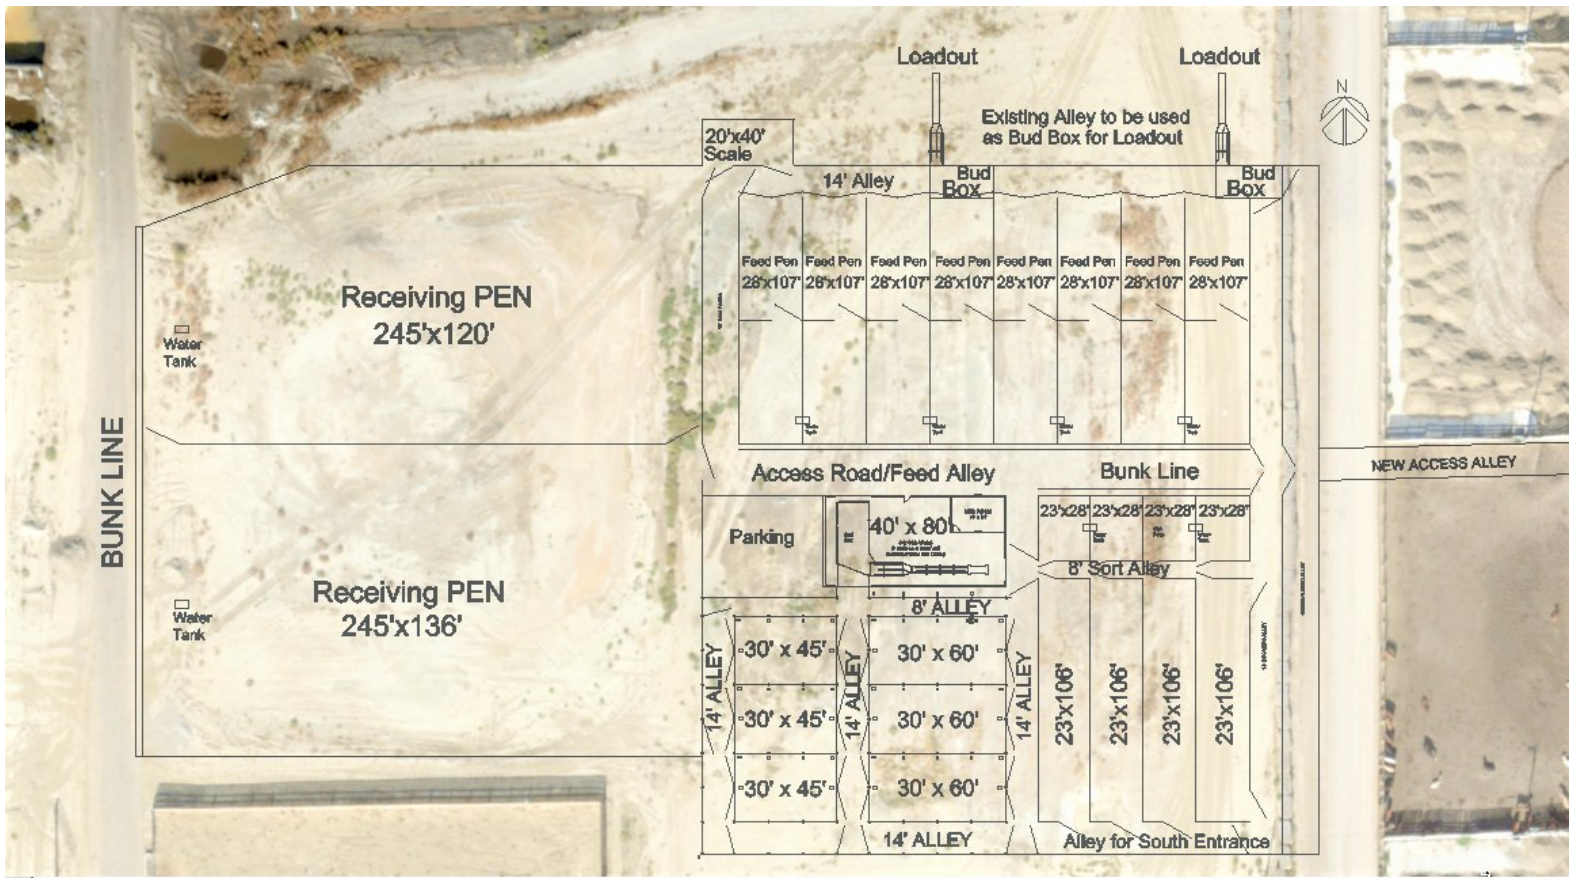 Loadout
Loadout
N
Existing Alley to be used
as Bud Box for Loadout
20'x40'
Scale
14' Alley
Bud
Box
Bud
Box
Feed Pen
28'x107'
Feed Pen
28'x107'
Feed Pen
28'x107'
Feed Pen
28'x107'
Feed Pen
28'x107'
Feed Pen
28'x107'
Feed Pen
28'x107'
Feed Pen
28'x107'
Receiving PEN
245'x120'
Water
Tank
BUNK LINE
Access Road/Feed Alley
Bunk Line
NEW ACCESS ALLEY
Parking
40' x 80'
23'x28'
23'x28'
23'x28'
23'x28'
8' Sort Alley
Receiving PEN
245'x136'
Water
Tank
8' ALLEY
14' ALLEY
30' x 45'
30' x 45'
30' x 45'
14' ALLEY
30' x 60'
30' x 60'
30' x 60'
14' ALLEY
23'x106'
23'x106'
23'x106'
23'x106'
14' ALLEY
Alley for South Entrance